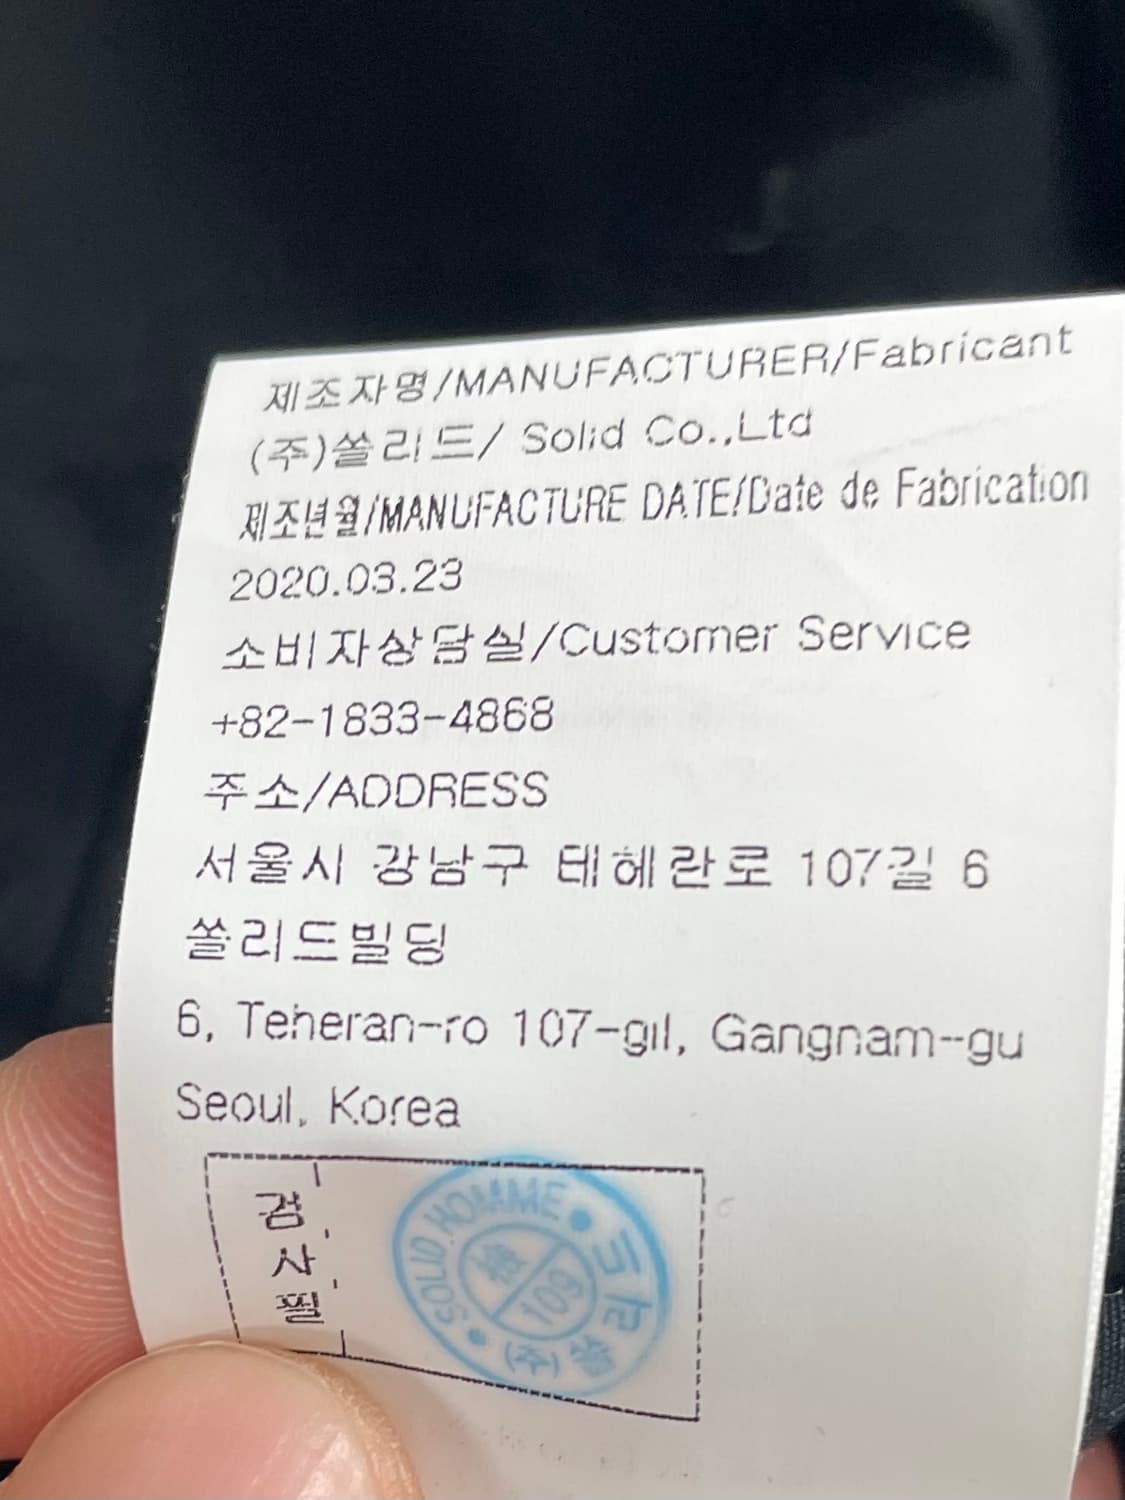 제조자명/MANUFACTURER/Fabricant
(주)쏠리드/ Solid Co.,Ltd
제조년월/MANUFACTURE DATE/Date de Fabrication
2020.03.23
소비자상담실/Customer Service
+82-1833-4868
주소/ADDRESS
서울시 강남구 테헤란로 107길 6
쏠리드빌딩
6, Teheran-ro 107-gil, Gangnam-gu
Seoul, Korea
검사필
SOLID HOMME
(주)쏠리드
109